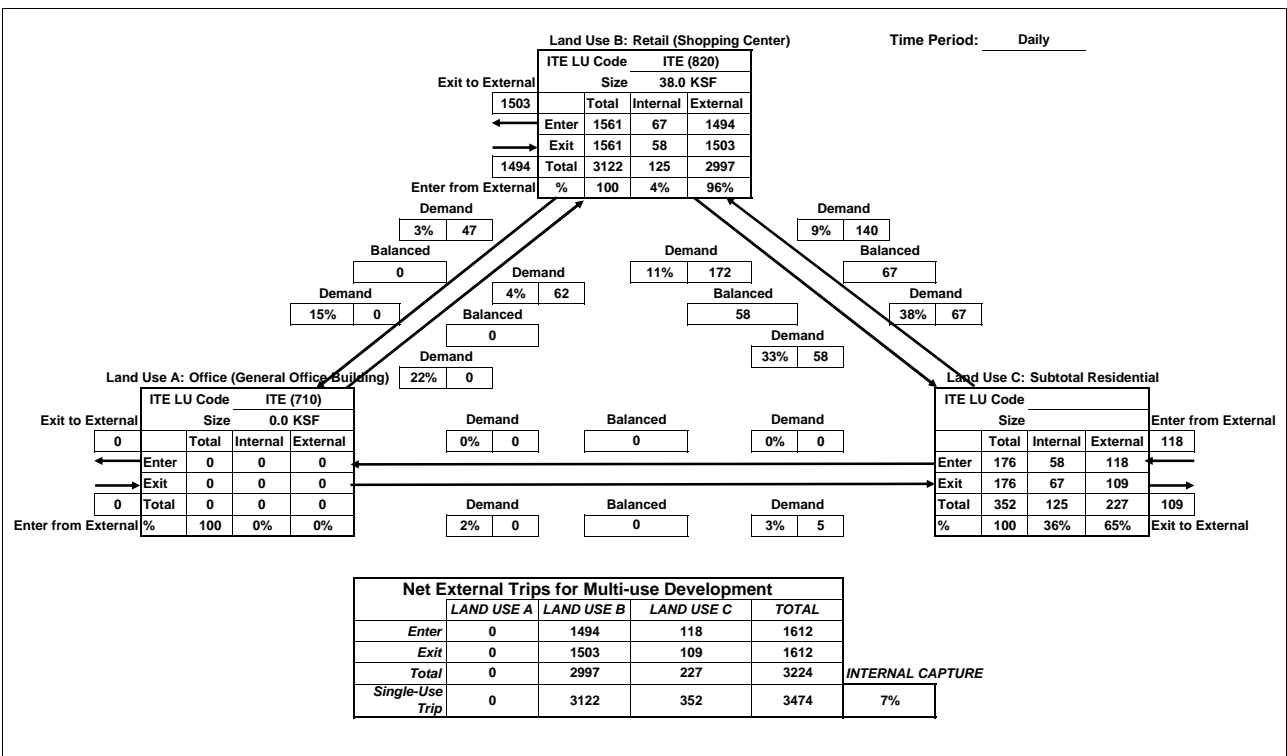 Land Use B: Retail (Shopping Center)
Time Period: Daily
ITE LU Code ITE (820)
Exit to External Size 38.0 KSF
1503 Total Internal External
Enter 1561 67 1494
Exit 1561 58 1503
1494 Total 3122 125 2997
Enter from External % 100 4% 96%
Demand Demand
3% 47 9% 140
Balanced Demand Balanced
0 Demand 11% 172 67
Demand 4% 62 Balanced Demand
15% 0 Balanced 58 38% 67
0 Demand
Demand 33% 58
Land Use A: Office (General Office Building) 22% 0 Land Use C: Subtotal Residential
ITE LU Code ITE (710) ITE LU Code
Exit to External Size 0.0 KSF Demand Balanced Demand Size Enter from External
0 Total Internal External 0% 0 0 0% 0 Total Internal External 118
Enter 0 0 0 Enter 176 58 118
Exit 0 0 0 Exit 176 67 109
0 Total 0 0 0 Demand Balanced Demand Total 352 125 227 109
Enter from External % 100 0% 0% 2% 0 0 3% 5 % 100 36% 65% Exit to External
Net External Trips for Multi-use Development
LAND USE A LAND USE B LAND USE C TOTAL
Enter 0 1494 118 1612
Exit 0 1503 109 1612
Total 0 2997 227 3224 INTERNAL CAPTURE
Single-Use
Trip 0 3122 352 3474 7%